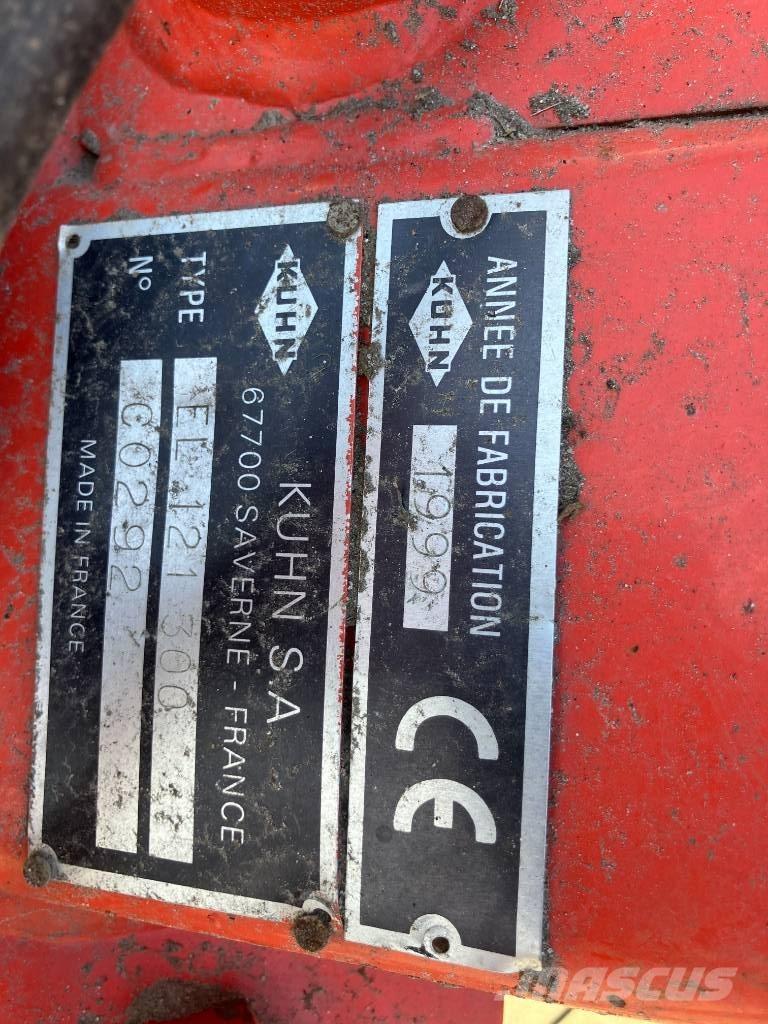 KUHN
KUHN S.A
67700 SAVERNE - FRANCE
TYPE EL 121 300
No C0292
MADE IN FRANCE
ANNEE DE FABRICATION
KUHN
1999
CE
MASCUS